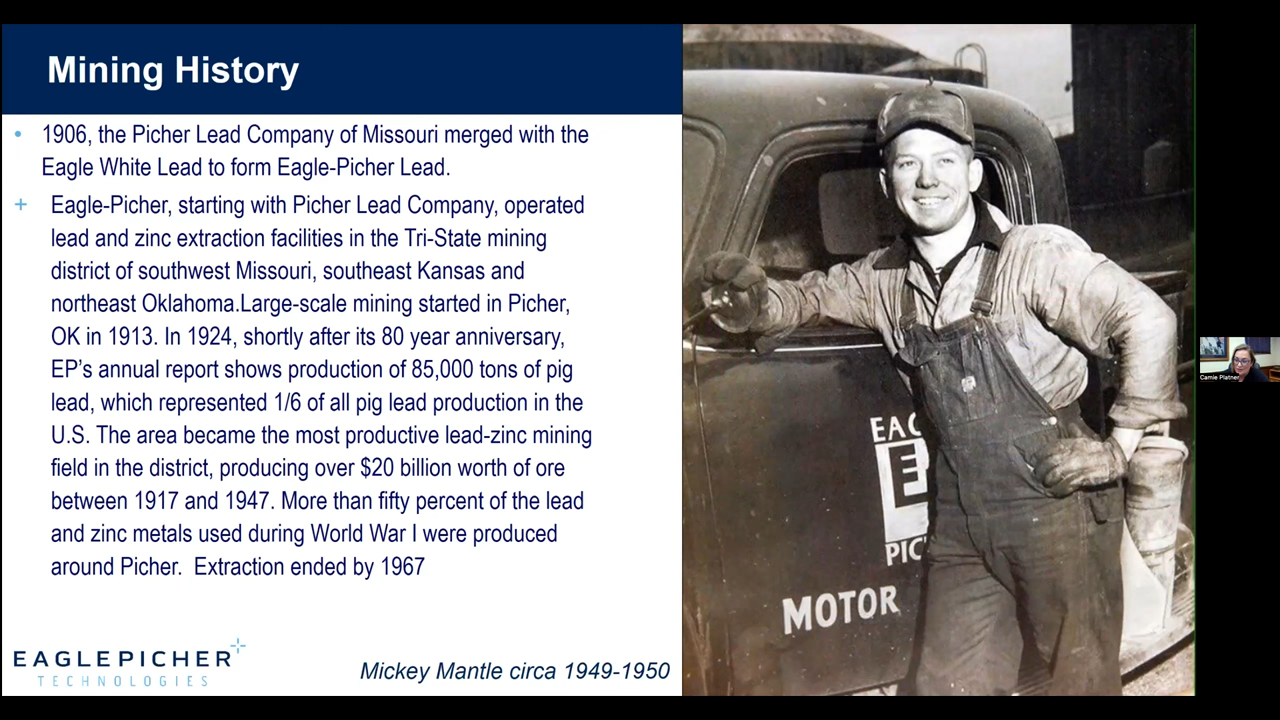 Mining History
• 1906, the Picher Lead Company of Missouri merged with the
Eagle White Lead to form Eagle-Picher Lead.
+ Eagle-Picher, starting with Picher Lead Company, operated
lead and zinc extraction facilities in the Tri-State mining
district of southwest Missouri, southeast Kansas and
northeast Oklahoma.Large-scale mining started in Picher,
OK in 1913. In 1924, shortly after its 80 year anniversary,
EP’s annual report shows production of 85,000 tons of pig
lead, which represented 1/6 of all pig lead production in the
U.S. The area became the most productive lead-zinc mining
field in the district, producing over $20 billion worth of ore
between 1917 and 1947. More than fifty percent of the lead
and zinc metals used during World War I were produced
around Picher.  Extraction ended by 1967
EAGLEPICHER
TECHNOLOGIES
Mickey Mantle circa 1949-1950
EAG
E
PIC
MOTOR
Camie Platner